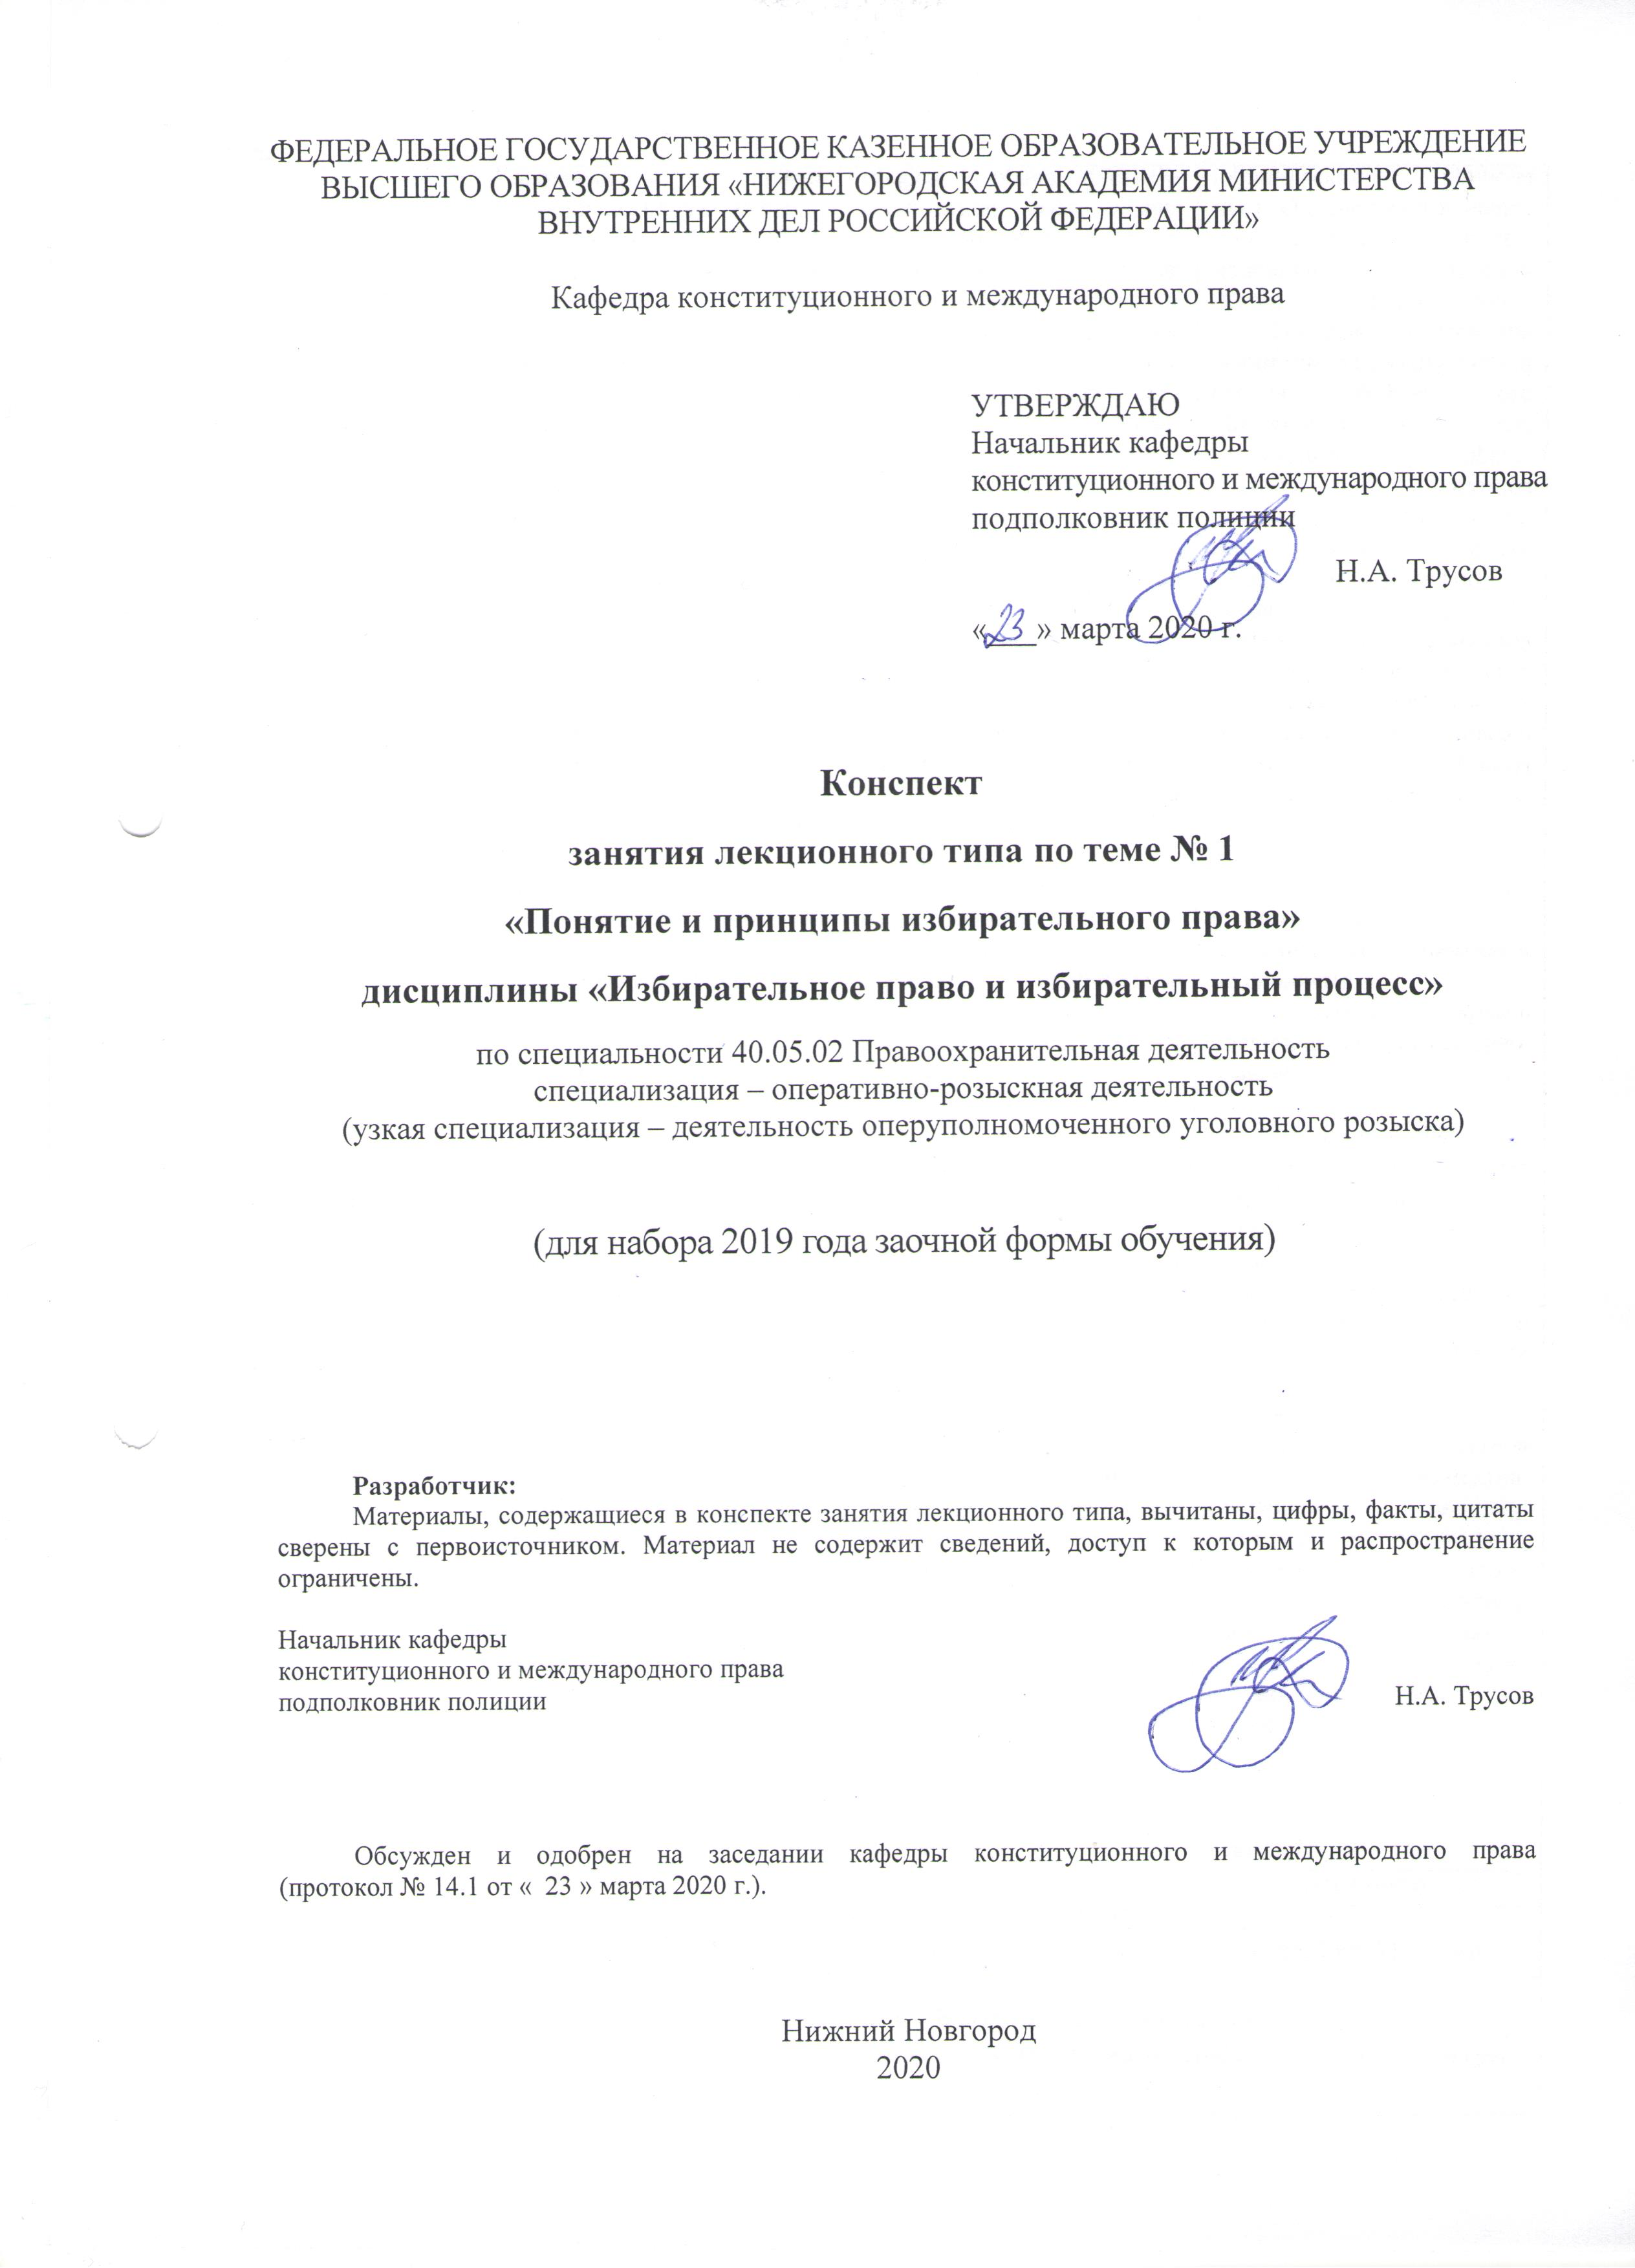 ФЕДЕРАЛЬНОЕ ГОСУДАРСТВЕННОЕ КАЗЕННОЕ ОБРАЗОВАТЕЛЬНОЕ УЧРЕЖДЕНИЕ
ВЫСШЕГО ОБРАЗОВАНИЯ «НИЖЕГОРОДСКАЯ АКАДЕМИЯ МИНИСТЕРСТВА
ВНУТРЕННИХ ДЕЛ РОССИЙСКОЙ ФЕДЕРАЦИИ»
Кафедра конституционного и международного права
УТВЕРЖДАЮ
Начальник кафедры
конституционного и международного права
подполковник полиции
Н.А. Трусов
«23» марта 2020 г.
Конспект
занятия лекционного типа по теме № 1
«Понятие и принципы избирательного права»
дисциплины «Избирательное право и избирательный процесс»
по специальности 40.05.02 Правоохранительная деятельность
специализация – оперативно-розыскная деятельность
(узкая специализация – деятельность оперуполномоченного уголовного розыска)
(для набора 2019 года заочной формы обучения)
Разработчик:
Материалы, содержащиеся в конспекте занятия лекционного типа, вычитаны, цифры, факты, цитаты
сверены с первоисточником. Материал не содержит сведений, доступ к которым и распространение
ограничены.
Начальник кафедры
конституционного и международного права
подполковник полиции
Н.А. Трусов
Обсужден и одобрен на заседании кафедры конституционного и международного права
(протокол № 14.1 от « 23 » марта 2020 г.).
Нижний Новгород
2020